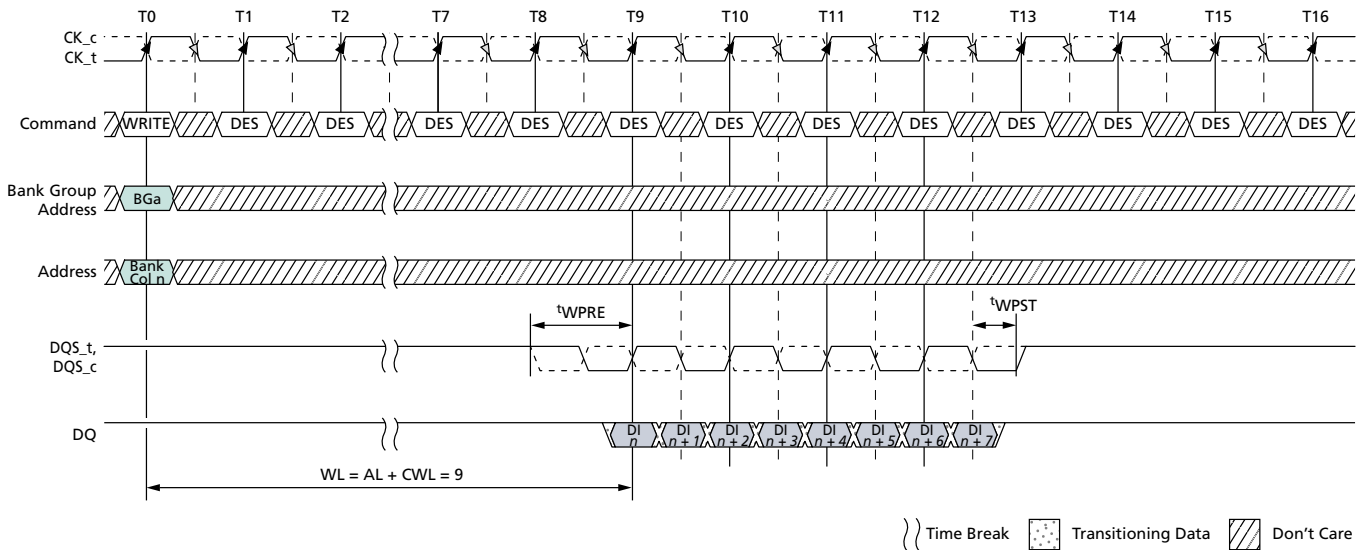 T0 T1 T2 T7 T8 T9 T10 T11 T12 T13 T14 T15 T16
CK_c
CK_t
Command WRITE DES DES DES DES DES DES DES DES DES DES DES DES
Bank Group
Address BGa
Address Bank
Col n
tWPRE tWPST
DQS_t,
DQS_c
DQ DI
n DI
n + 1 DI
n + 2 DI
n + 3 DI
n + 4 DI
n + 5 DI
n + 6 DI
n + 7
WL = AL + CWL = 9
Time Break Transitioning Data Don't Care